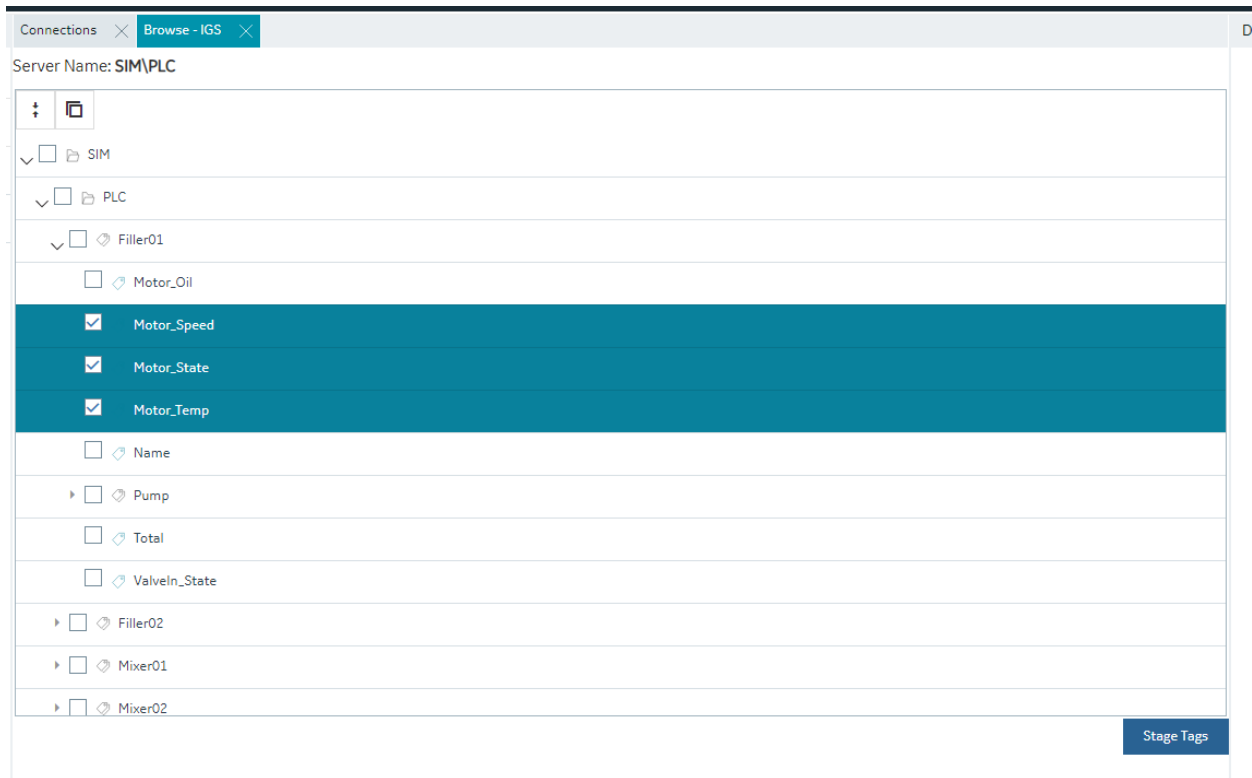 Connections Browse - IGS D
Server Name: SIM\PLC
SIM
PLC
Filler01
Motor_Oil
Motor_Speed
Motor_State
Motor_Temp
Name
Pump
Total
ValveIn_State
Filler02
Mixer01
Mixer02
Stage Tags